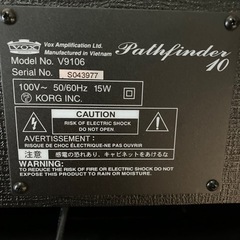 VOX
Vox Amplification Ltd.
Manufactured in Vietnam
Pathfinder
10
Model No. V9106
Serial No. S043977
100V~ 50/60Hz 15W
KORG INC.
CAUTION
RISK OF ELECTRIC SHOCK
DO NOT OPEN
AVERTISSEMENT:
RISQUE DE CHOC ÉLECTRIQUE-NE PAS OUVRIR.
注意 感電の恐れあり、キャビネットをあけるな
WARNING:
TO REDUCE THE RISK OF FIRE OR ELECTRIC SHOCK
DO NOT EXPOSE THIS EQUIPMENT TO RAIN OR MOISTURE.